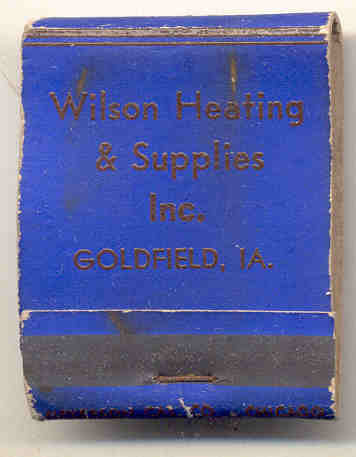 Wilson Heating
& Supplies
Inc.
GOLDFIELD, IA.